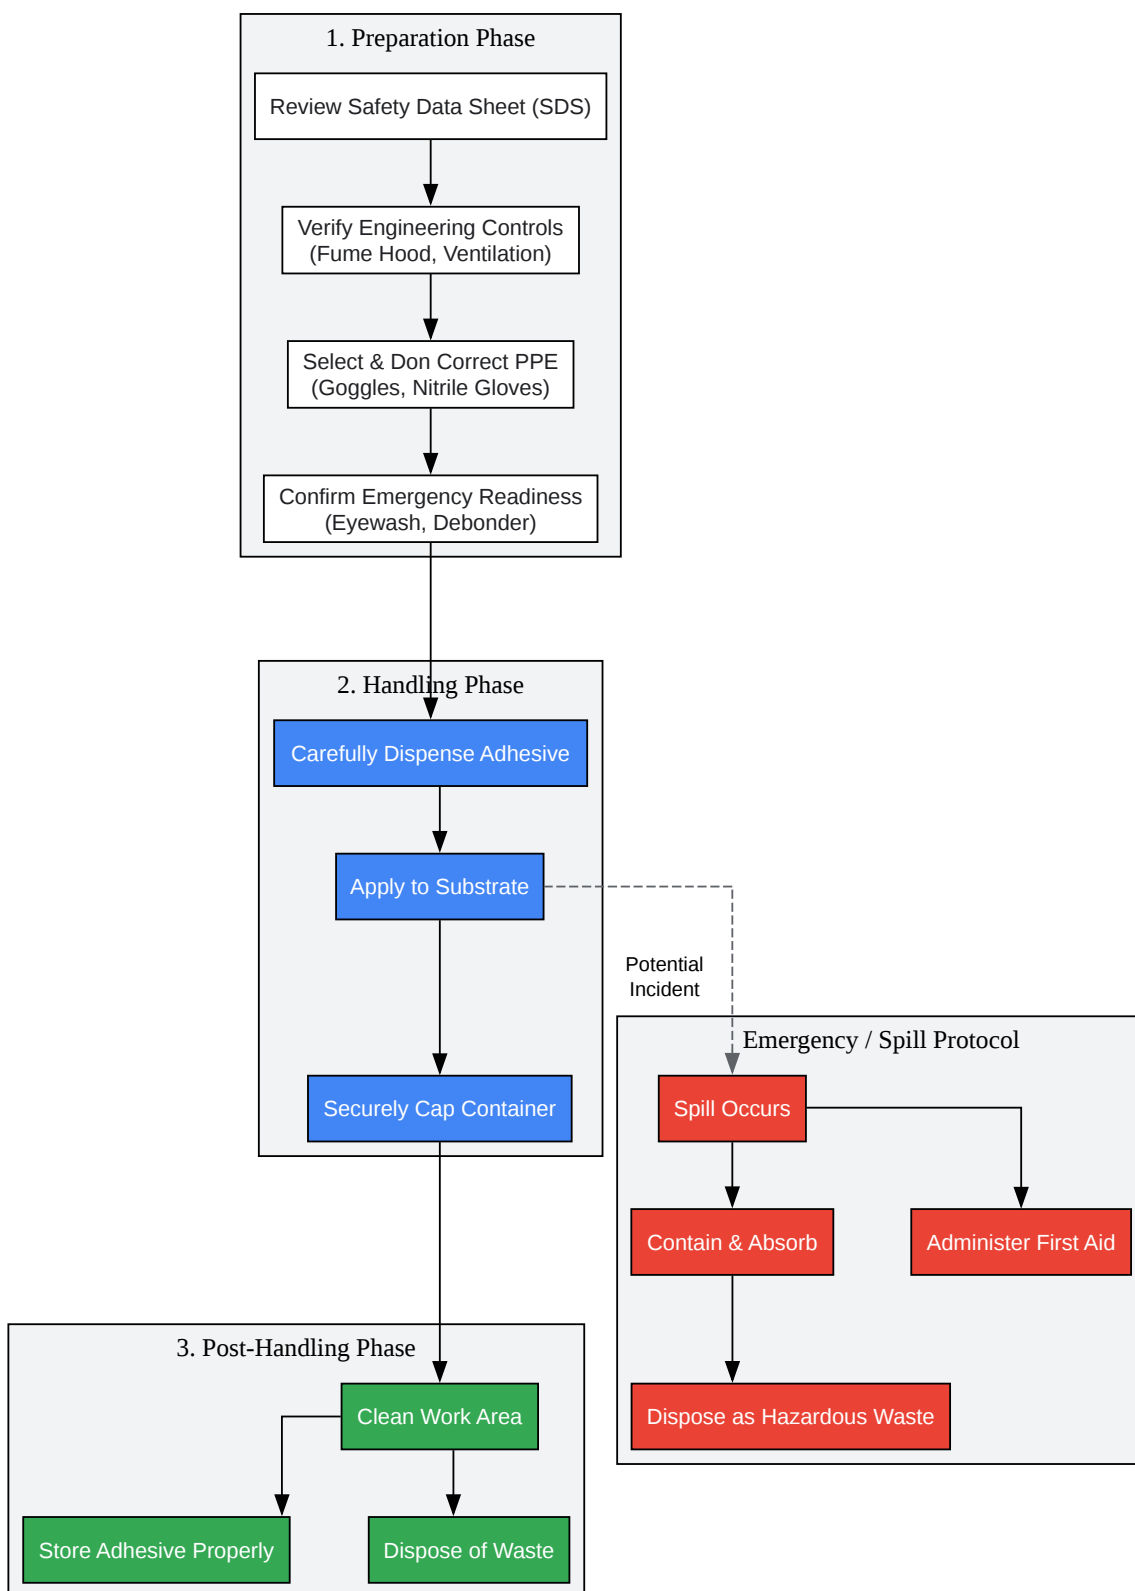 1. Preparation Phase
Review Safety Data Sheet (SDS)
Verify Engineering Controls
(Fume Hood, Ventilation)
Select & Don Correct PPE
(Goggles, Nitrile Gloves)
Confirm Emergency Readiness
(Eyewash, Debonder)
2. Handling Phase
Carefully Dispense Adhesive
Apply to Substrate
Potential
Incident
Securely Cap Container
Emergency / Spill Protocol
Spill Occurs
Contain & Absorb
Administer First Aid
Dispose as Hazardous Waste
3. Post-Handling Phase
Clean Work Area
Store Adhesive Properly
Dispose of Waste